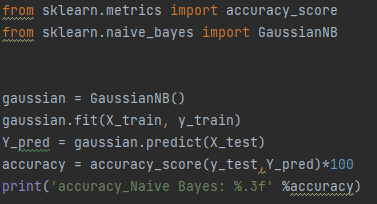 from sklearn.metrics import accuracy_score
from sklearn.naive_bayes import GaussianNB
gaussian = GaussianNB()
gaussian.fit(X_train, y_train)
Y_pred = gaussian.predict(X_test)
accuracy = accuracy_score(y_test,Y_pred)*100
print('accuracy_Naive Bayes: %.3f' %accuracy)